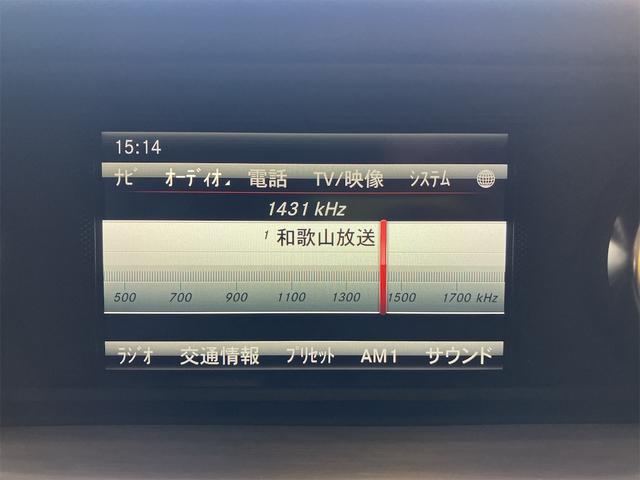 15:14
ﾅﾋﾞ ｵｰﾃﾞｨｵ 電話 TV/映像 ｼｽﾃﾑ
1431 kHz
1 和歌山放送
500 700 900 1100 1300 1500 1700 kHz
ﾗｼﾞｵ 交通情報 ﾌﾟﾘｾｯﾄ AM1 サウンド